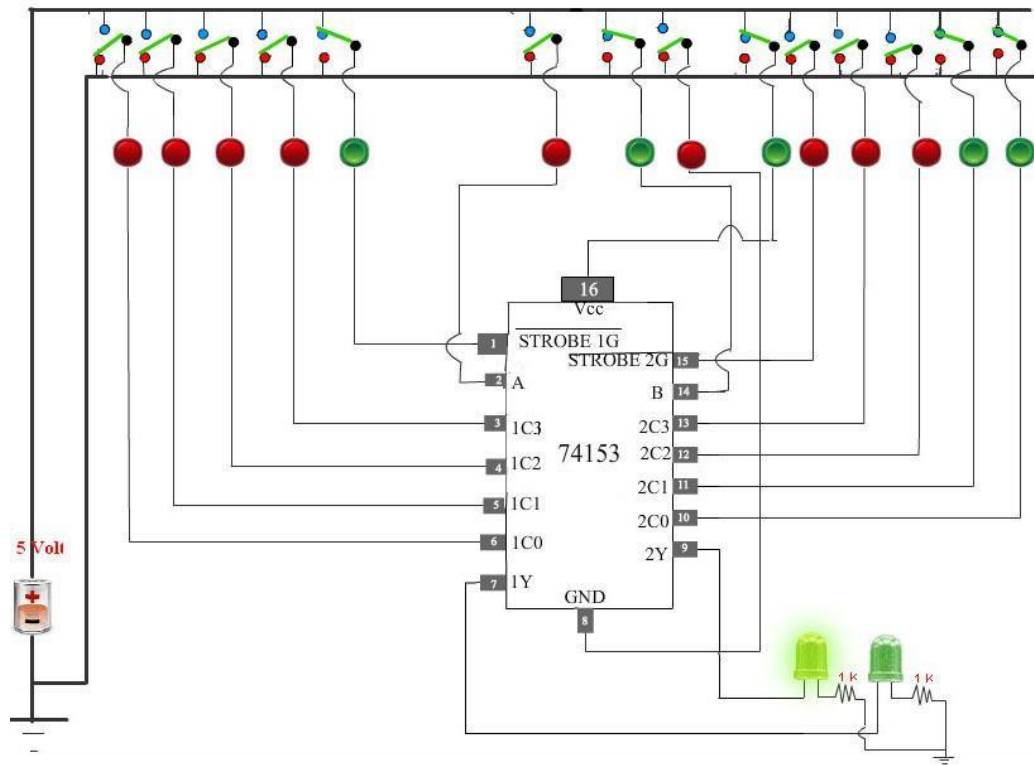 16
Vcc
1
STROBE 1G
STROBE 2G
15
2
A
B
14
3
1C3
2C3
13
74153
4
1C2
2C2
12
5
1C1
2C1
11
6
1C0
2C0
10
5 Volt
7
1Y
2Y
9
GND
8
1 k
1 k